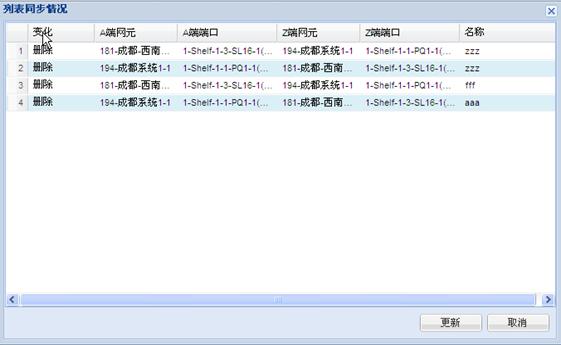 列表同步情况
变化 A端网元 A端端口 Z端网元 Z端端口 名称
1 删除 181-成都-西南... 1-Shelf-1-3-SL16-1(... 194-成都系统1-1 1-Shelf-1-1-PQ1-1(... zzz
2 删除 194-成都系统1-1 1-Shelf-1-1-PQ1-1(... 181-成都-西南... 1-Shelf-1-3-SL16-1(... zzz
3 删除 181-成都-西南... 1-Shelf-1-3-SL16-1(... 194-成都系统1-1 1-Shelf-1-1-PQ1-1(... fff
4 删除 194-成都系统1-1 1-Shelf-1-1-PQ1-1(... 181-成都-西南... 1-Shelf-1-3-SL16-1(... aaa
更新 取消